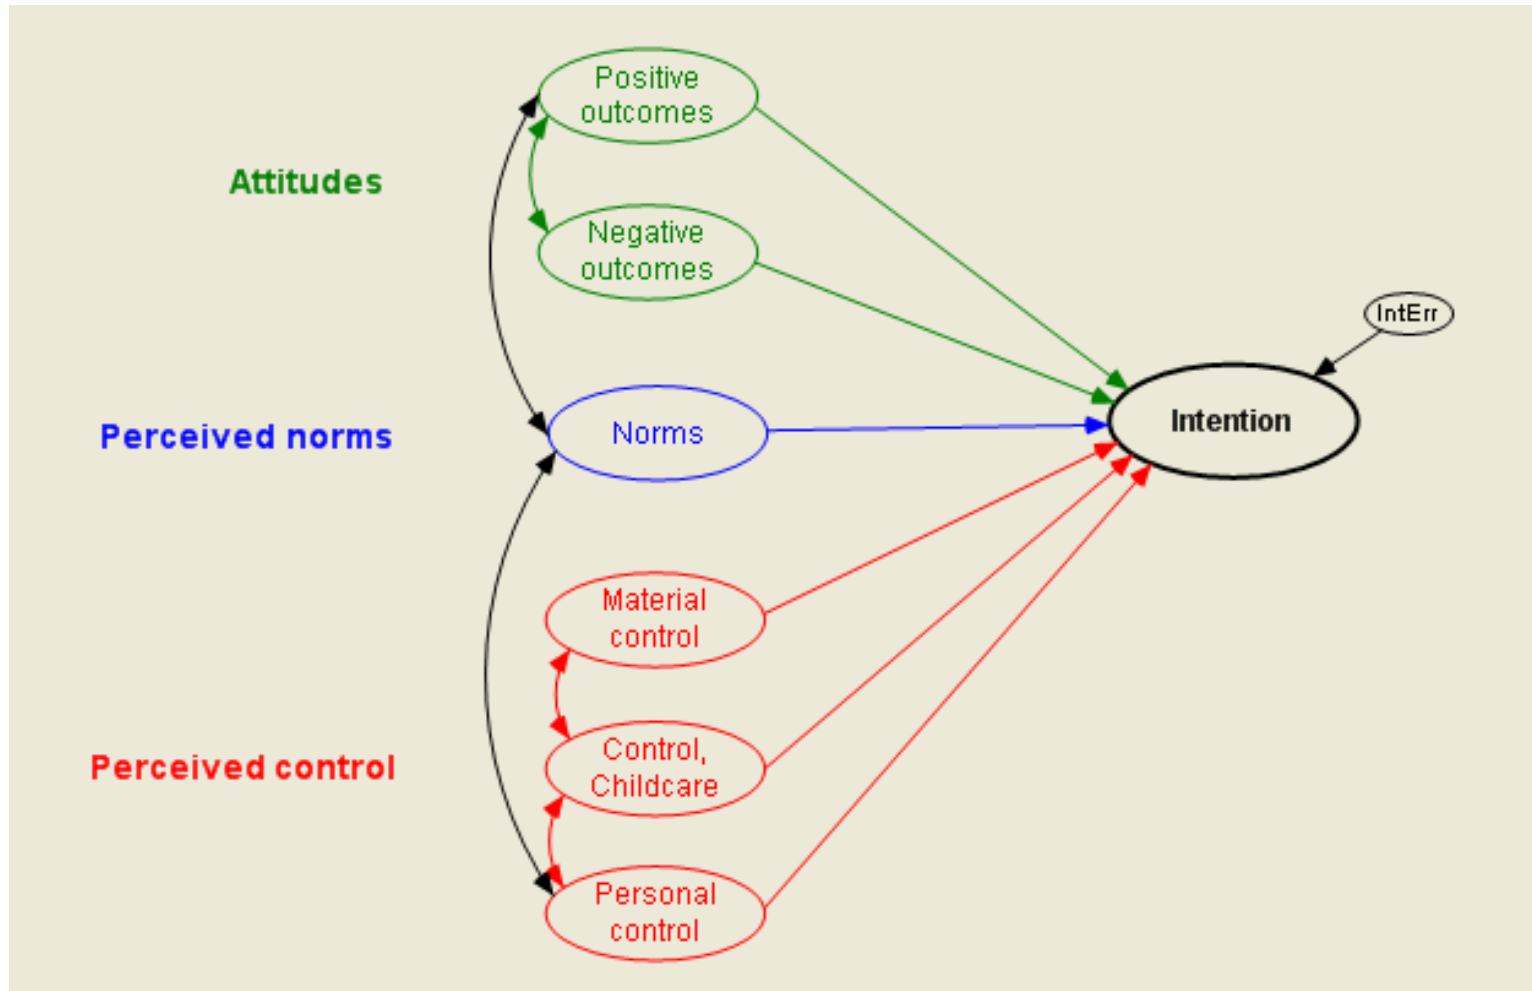 Positive
outcomes
Attitudes
Negative
outcomes
IntErr
Intention
Perceived norms
Norms
Material
control
Control,
Childcare
Perceived control
Personal
control